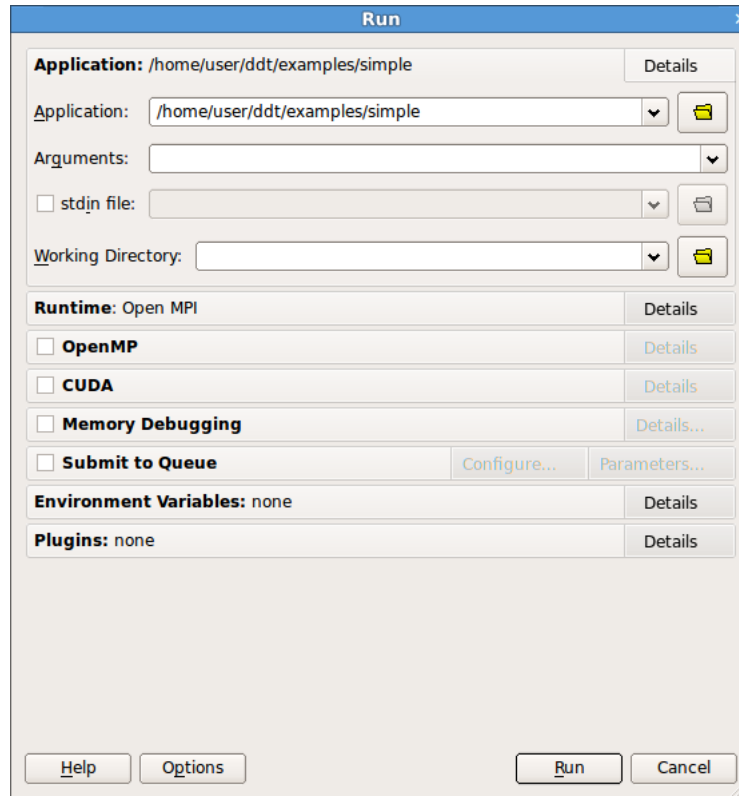 Run
Application: /home/user/ddt/examples/simple Details
Application: /home/user/ddt/examples/simple
Arguments:
stdin file:
Working Directory:
Runtime: Open MPI Details
OpenMP Details
CUDA Details
Memory Debugging Details...
Submit to Queue Configure... Parameters...
Environment Variables: none Details
Plugins: none Details
Help Options Run Cancel